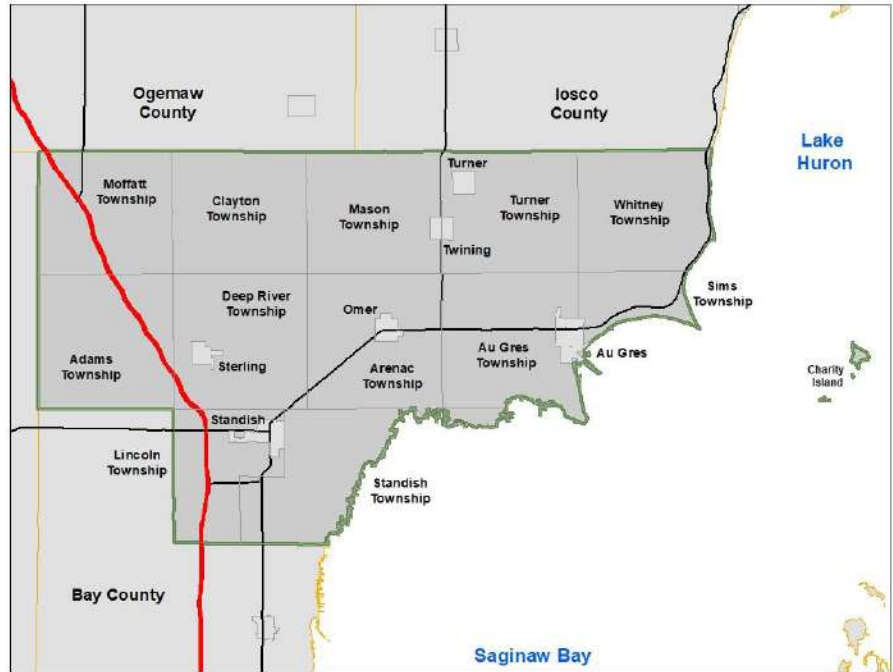 Ogemaw
County
Iosco
County
Lake
Huron
Moffatt
Township
Clayton
Township
Mason
Township
Turner
Turner
Township
Whitney
Township
Twining
Deep River
Township
Omer
Sims
Township
Adams
Township
Sterling
Arenac
Township
Au Gres
Township
Au Gres
Charity
Island
Standish
Lincoln
Township
Standish
Township
Bay County
Saginaw Bay